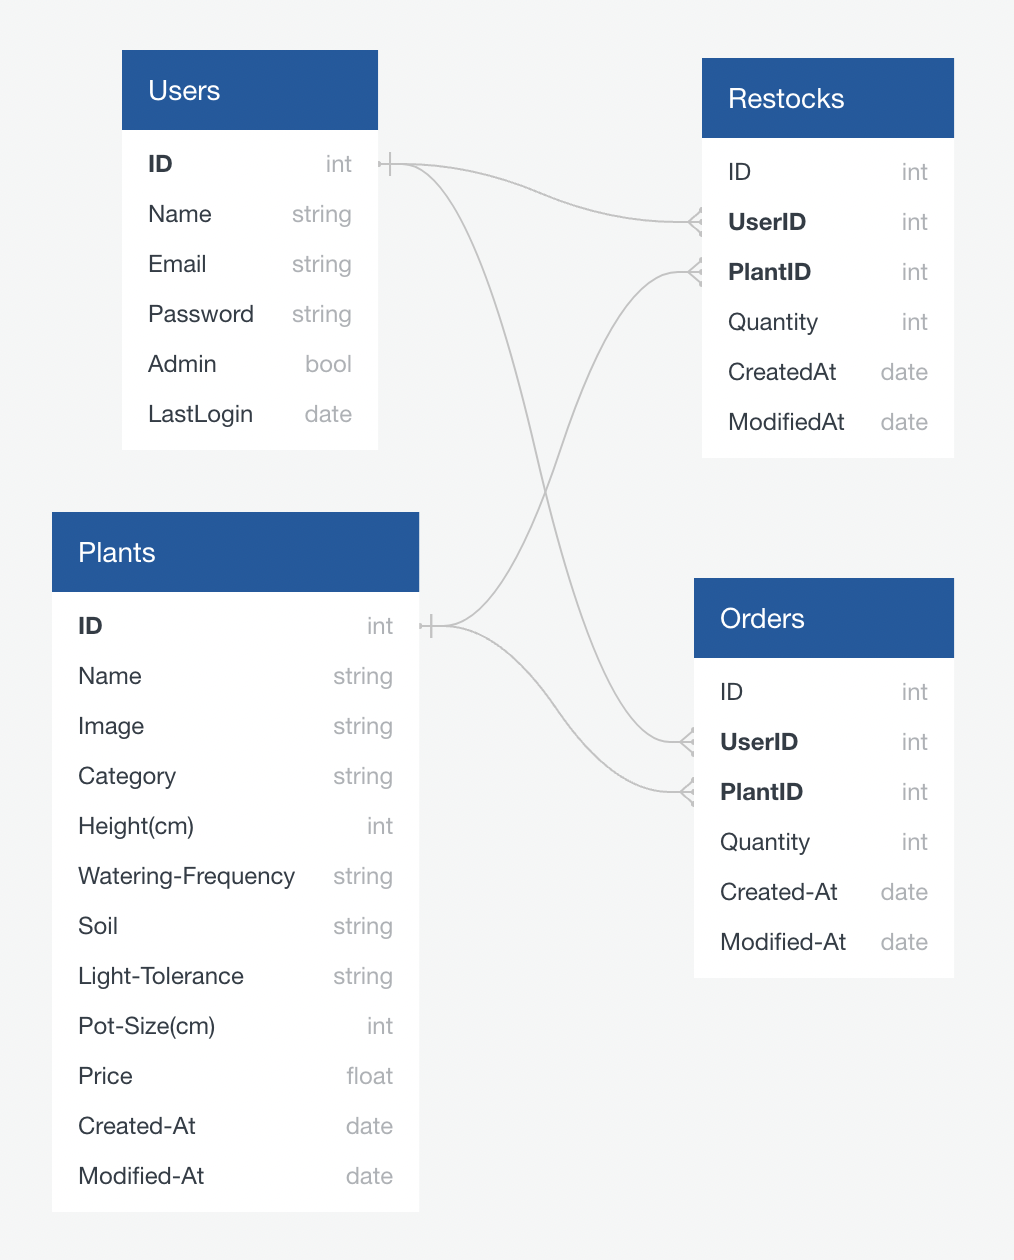 Users
ID int
Name string
Email string
Password string
Admin bool
LastLogin date
Restocks
ID int
UserID int
PlantID int
Quantity int
CreatedAt date
ModifiedAt date
Plants
ID int
Name string
Image string
Category string
Height(cm) int
Watering-Frequency string
Soil string
Light-Tolerance string
Pot-Size(cm) int
Price float
Created-At date
Modified-At date
Orders
ID int
UserID int
PlantID int
Quantity int
Created-At date
Modified-At date